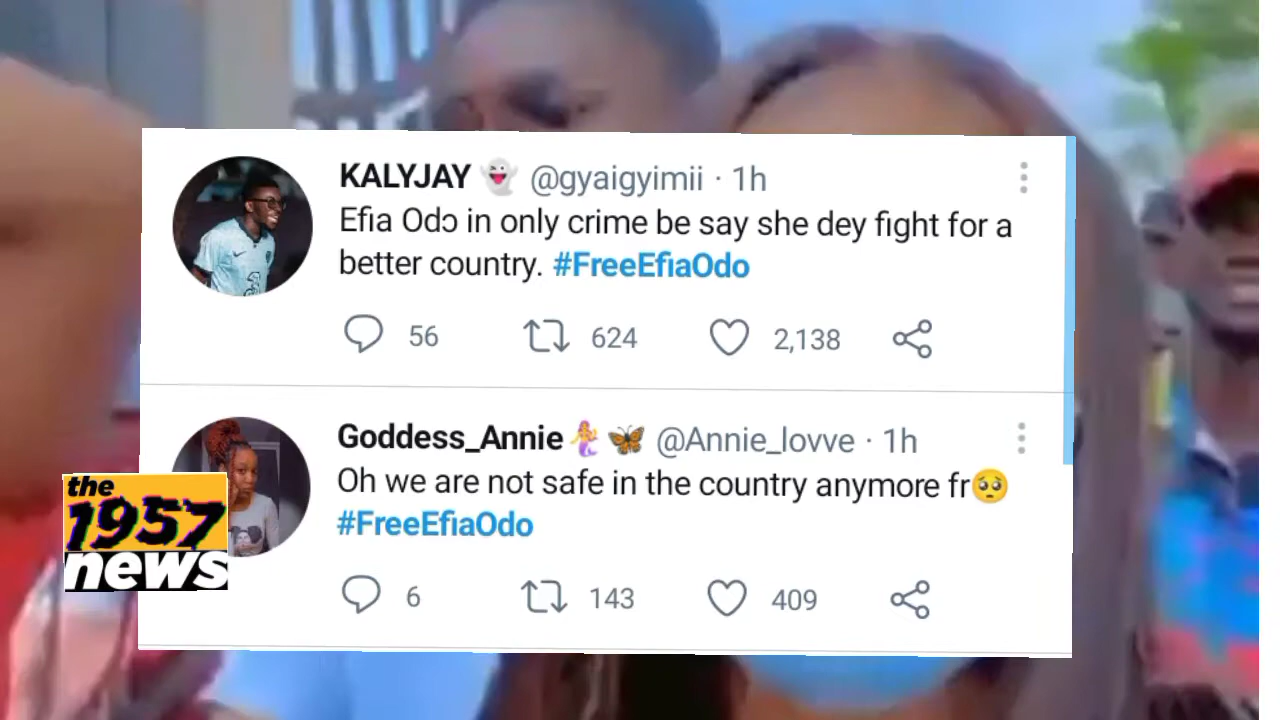 KALYJAY 👻 @gyaigyimii · 1h
Efia Odɔ in only crime be say she dey fight for a
better country. #FreeEfiaOdo
56 624 2,138
Goddess_Annie 🧜‍♀️ 🦋 @Annie_lovve · 1h
Oh we are not safe in the country anymore fr🥺
#FreeEfiaOdo
6 143 409
the
1957
news